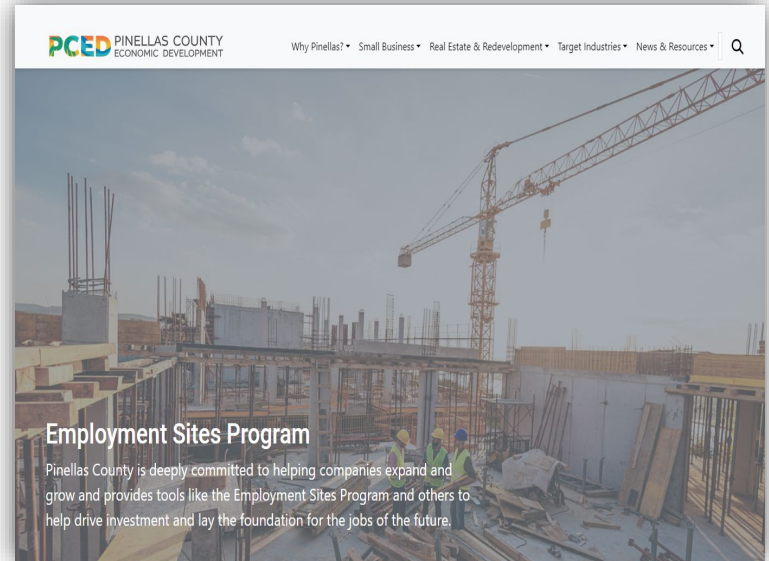 PCED PINELLAS COUNTY
ECONOMIC DEVELOPMENT
Why Pinellas? Small Business Real Estate & Redevelopment Target Industries News & Resources
Employment Sites Program
Pinellas County is deeply committed to helping companies expand and
grow and provides tools like the Employment Sites Program and others to
help drive investment and lay the foundation for the jobs of the future.